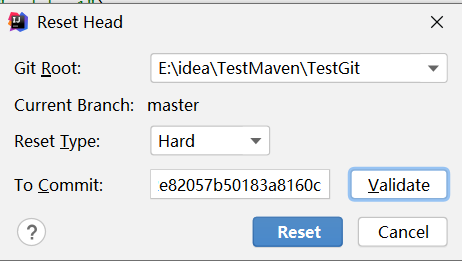 Reset Head
Git Root: E:\idea\TestMaven\TestGit
Current Branch: master
Reset Type: Hard
To Commit: e82057b50183a8160c Validate
? Reset Cancel